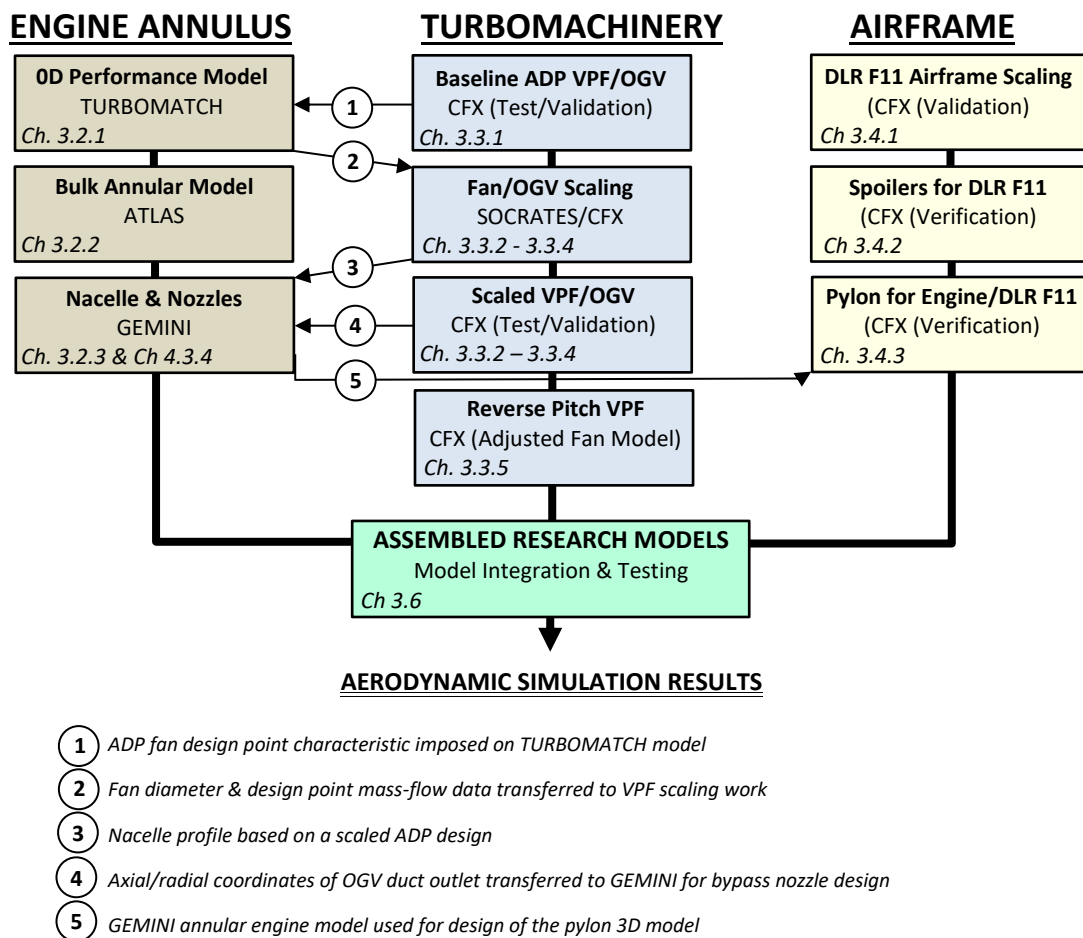 ENGINE ANNULUS
0D Performance Model
TURBOMATCH
Ch. 3.2.1
Bulk Annular Model
ATLAS
Ch 3.2.2
Nacelle & Nozzles
GEMINI
Ch. 3.2.3 & Ch 4.3.4
TURBOMACHINERY
Baseline ADP VPF/OGV
CFX (Test/Validation)
Ch. 3.3.1
Fan/OGV Scaling
SOCRATES/CFX
Ch. 3.3.2 - 3.3.4
Scaled VPF/OGV
CFX (Test/Validation)
Ch. 3.3.2 – 3.3.4
Reverse Pitch VPF
CFX (Adjusted Fan Model)
Ch. 3.3.5
AIRFRAME
DLR F11 Airframe Scaling
(CFX (Validation)
Ch. 3.4.1
Spoilers for DLR F11
(CFX (Verification)
Ch 3.4.2
Pylon for Engine/DLR F11
(CFX (Verification)
Ch. 3.4.3
1
2
3
4
5
ASSEMBLED RESEARCH MODELS
Model Integration & Testing
Ch 3.6
AERODYNAMIC SIMULATION RESULTS
1 ADP fan design point characteristic imposed on TURBOMATCH model
2 Fan diameter & design point mass-flow data transferred to VPF scaling work
3 Nacelle profile based on a scaled ADP design
4 Axial/radial coordinates of OGV duct outlet transferred to GEMINI for bypass nozzle design
5 GEMINI annular engine model used for design of the pylon 3D model